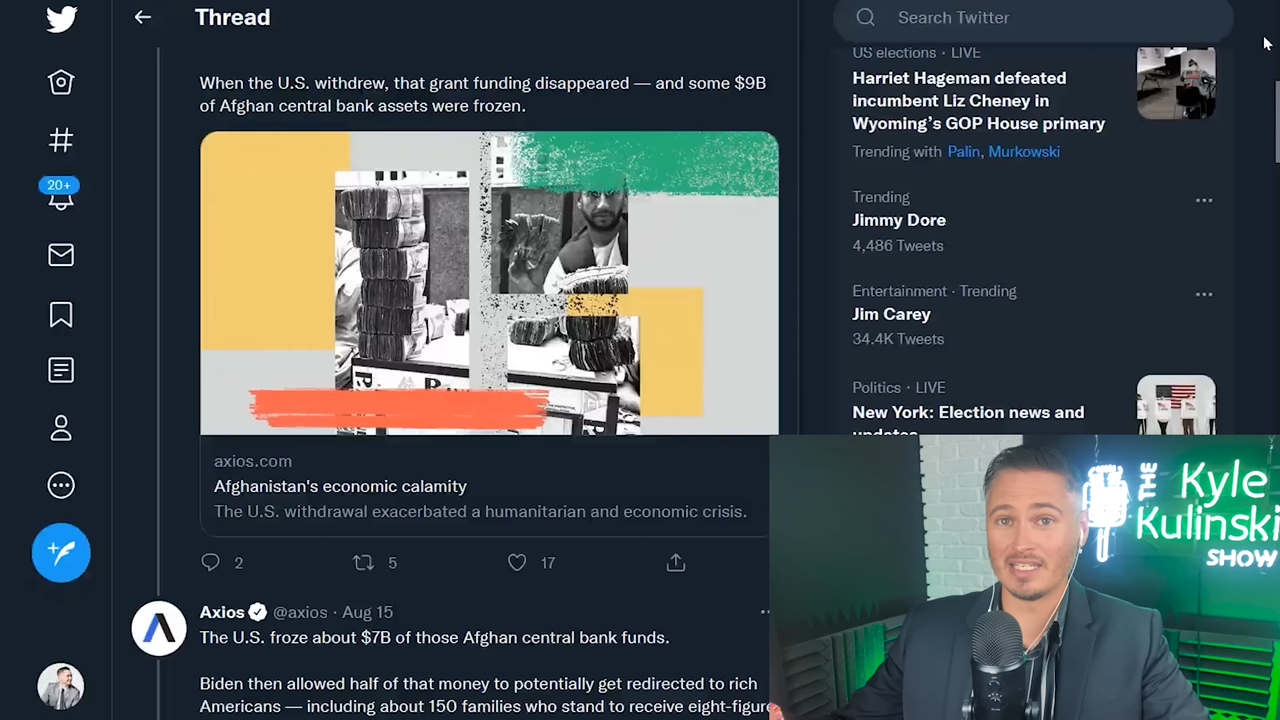 Thread
When the U.S. withdrew, that grant funding disappeared — and some $9B
of Afghan central bank assets were frozen.
axios.com
Afghanistan's economic calamity
The U.S. withdrawal exacerbated a humanitarian and economic crisis.
2
5
17
Axios @axios · Aug 15
The U.S. froze about $7B of those Afghan central bank funds.
Biden then allowed half of that money to potentially get redirected to rich
Americans — including about 150 families who stand to receive eight-figure
20+
Search Twitter
US elections · LIVE
Harriet Hageman defeated
incumbent Liz Cheney in
Wyoming's GOP House primary
Trending with Palin, Murkowski
Trending
Jimmy Dore
4,486 Tweets
Entertainment · Trending
Jim Carey
34.4K Tweets
Politics · LIVE
New York: Election news and
updates
THE
Kyle
Kulinski
SHOW